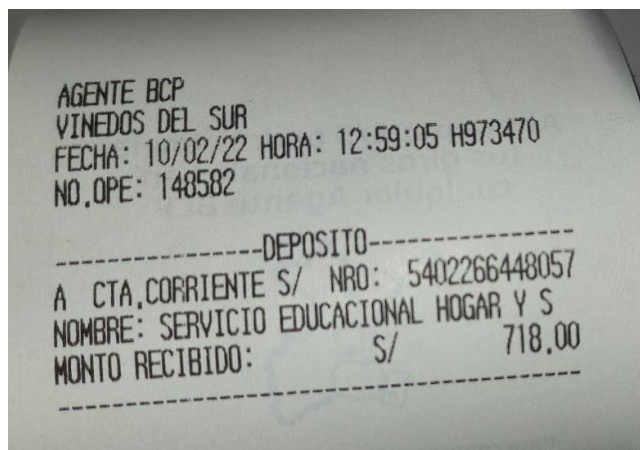 AGENTE BCP
VINEDOS DEL SUR
FECHA: 10/02/22 HORA: 12:59:05 H973470
NO.OPE: 148582
----------------DEPOSITO----------------
A CTA.CORRIENTE S/ NRO: 5402266448057
NOMBRE: SERVICIO EDUCACIONAL HOGAR Y S
MONTO RECIBIDO: S/ 718.00
----------------------------------------